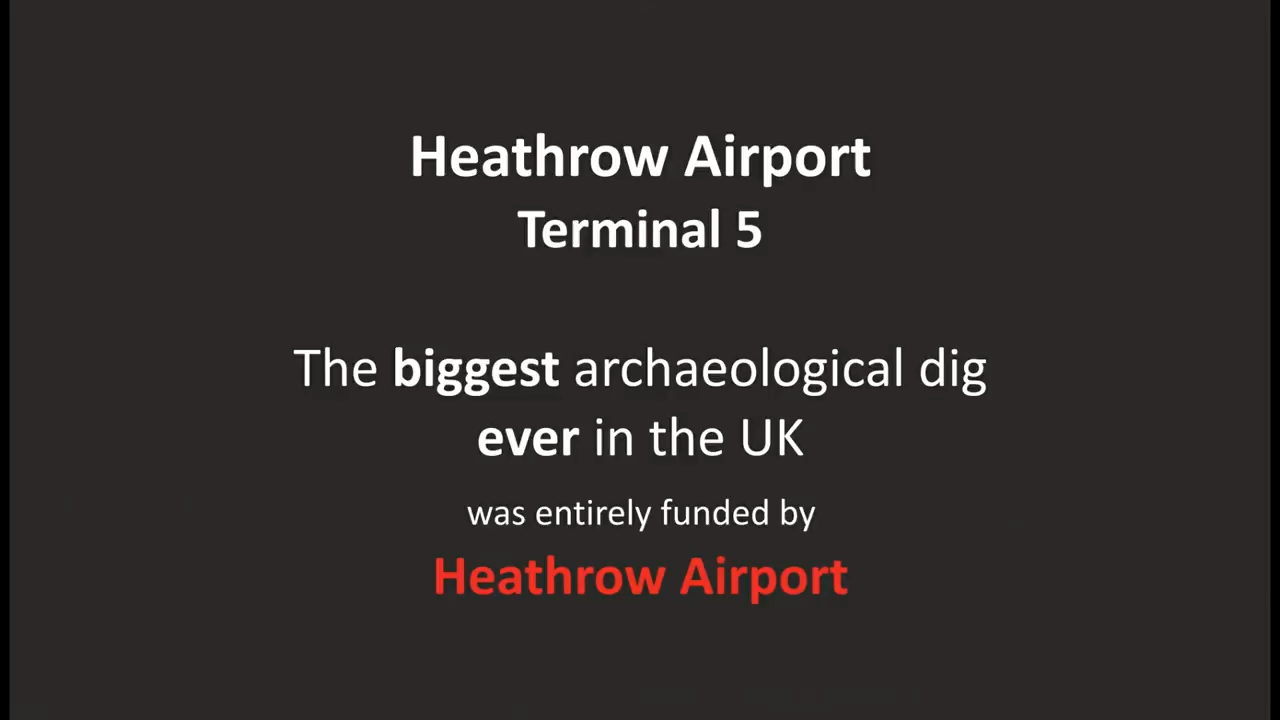 Heathrow Airport
Terminal 5
The biggest archaeological dig
ever in the UK
was entirely funded by
Heathrow Airport